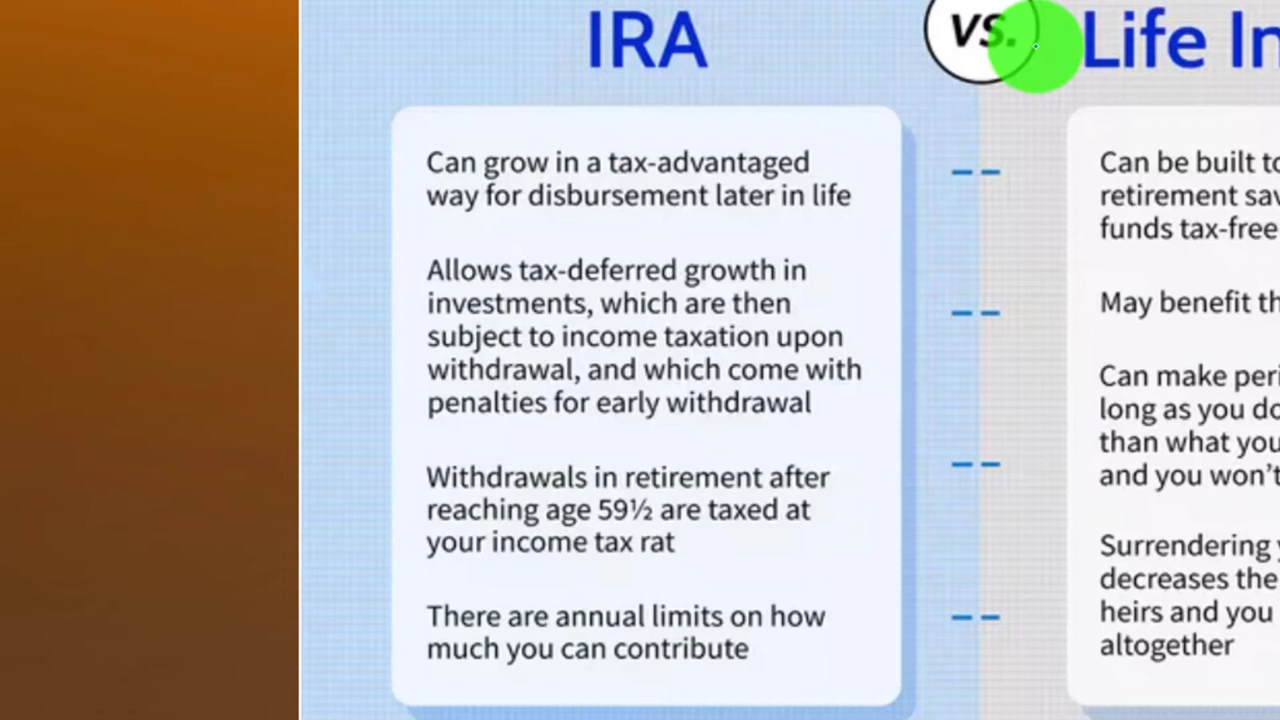 IRA
VS.
Life In
Can grow in a tax-advantaged
way for disbursement later in life
Allows tax-deferred growth in
investments, which are then
subject to income taxation upon
withdrawal, and which come with
penalties for early withdrawal
Withdrawals in retirement after
reaching age 59½ are taxed at
your income tax rat
There are annual limits on how
much you can contribute
Can be built to
retirement sav
funds tax-free
May benefit th
Can make peri
long as you do
than what you
and you won't
Surrendering y
decreases the
heirs and you
altogether